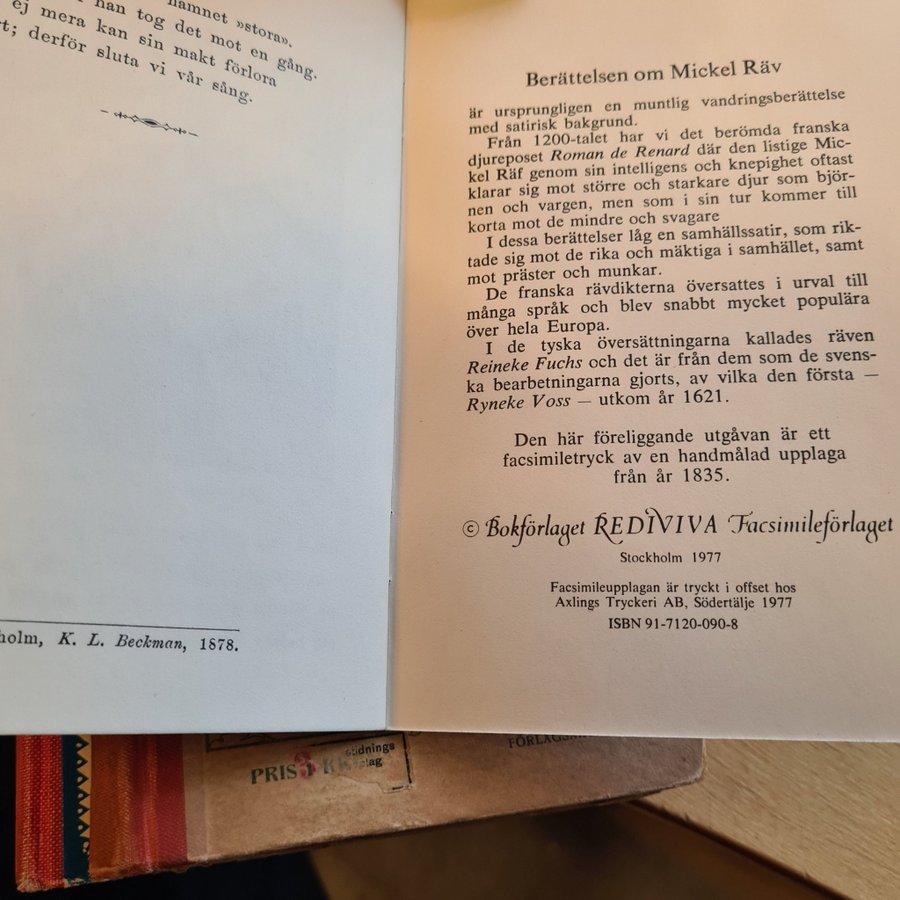 namnet »stora».
han tog det mot en gång.
ej mera kan sin makt förlora
derför sluta vi vår sång.
holm, K. L. Beckman, 1878.
Berättelsen om Mickel Räv
är ursprungligen en muntlig vandringsberättelse
med satirisk bakgrund.
Från 1200-talet har vi det berömda franska
djureposet Roman de Renard där den listige Mic-
kel Räf genom sin intelligens och knepighet oftast
klarar sig mot större och starkare djur som björ-
nen och vargen, men som i sin tur kommer till
korta mot de mindre och svagare
I dessa berättelser låg en samhällssatir, som rik-
tade sig mot de rika och mäktiga i samhället, samt
mot präster och munkar.
De franska rävdikterna översattes i urval till
många språk och blev snabbt mycket populära
över hela Europa.
I de tyska översättningarna kallades räven
Reineke Fuchs och det är från dem som de svens-
ka bearbetningarna gjorts, av vilka den första —
Ryneke Voss — utkom år 1621.
Den här föreliggande utgåvan är ett
facsimiletryck av en handmålad upplaga
från år 1835.
© Bokförlaget REDIVIVA Facsimileförlaget
Stockholm 1977
Facsimileupplagan är tryckt i offset hos
Axlings Tryckeri AB, Södertälje 1977
ISBN 91-7120-090-8
PRIS 3